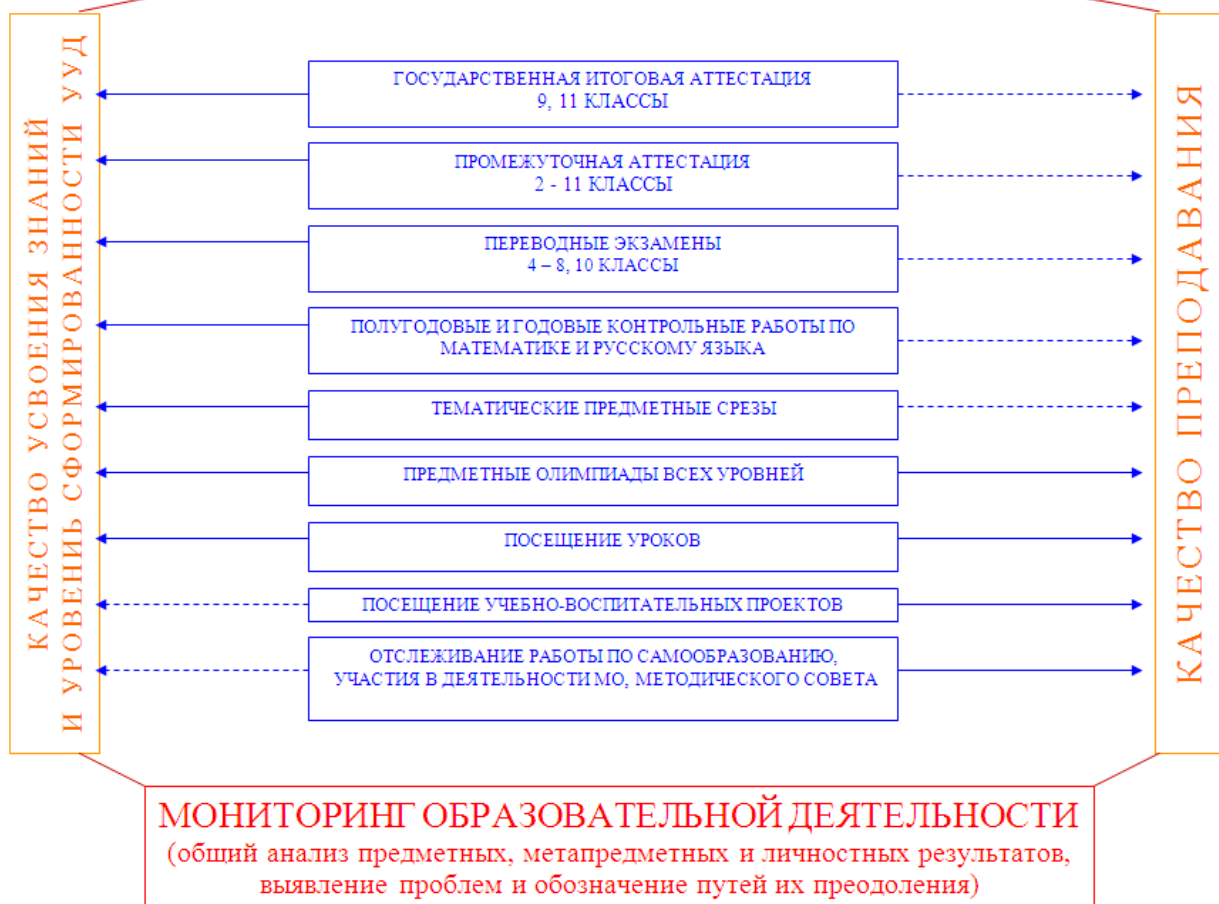 КАЧЕСТВО УСВОЕНИЯ ЗНАНИЙ
И УРОВЕНЬ СФОРМИРОВАННОСТИ УУД
ГОСУДАРСТВЕННАЯ ИТОГОВАЯ АТТЕСТАЦИЯ
9, 11 КЛАССЫ
ПРОМЕЖУТОЧНАЯ АТТЕСТАЦИЯ
2 - 11 КЛАССЫ
ПЕРЕВОДНЫЕ ЭКЗАМЕНЫ
4 – 8, 10 КЛАССЫ
ПОЛУГОДОВЫЕ И ГОДОВЫЕ КОНТРОЛЬНЫЕ РАБОТЫ ПО
МАТЕМАТИКЕ И РУССКОМУ ЯЗЫКА
ТЕМАТИЧЕСКИЕ ПРЕДМЕТНЫЕ СРЕЗЫ
ПРЕДМЕТНЫЕ ОЛИМПИАДЫ ВСЕХ УРОВНЕЙ
ПОСЕЩЕНИЕ УРОКОВ
ПОСЕЩЕНИЕ УЧЕБНО-ВОСПИТАТЕЛЬНЫХ ПРОЕКТОВ
ОТСЛЕЖИВАНИЕ РАБОТЫ ПО САМООБРАЗОВАНИЮ,
УЧАСТИЯ В ДЕЯТЕЛЬНОСТИ МО, МЕТОДИЧЕСКОГО СОВЕТА
КАЧЕСТВО ПРЕПОДАВАНИЯ
МОНИТОРИНГ ОБРАЗОВАТЕЛЬНОЙ ДЕЯТЕЛЬНОСТИ
(общий анализ предметных, метапредметных и личностных результатов,
выявление проблем и обозначение путей их преодоления)